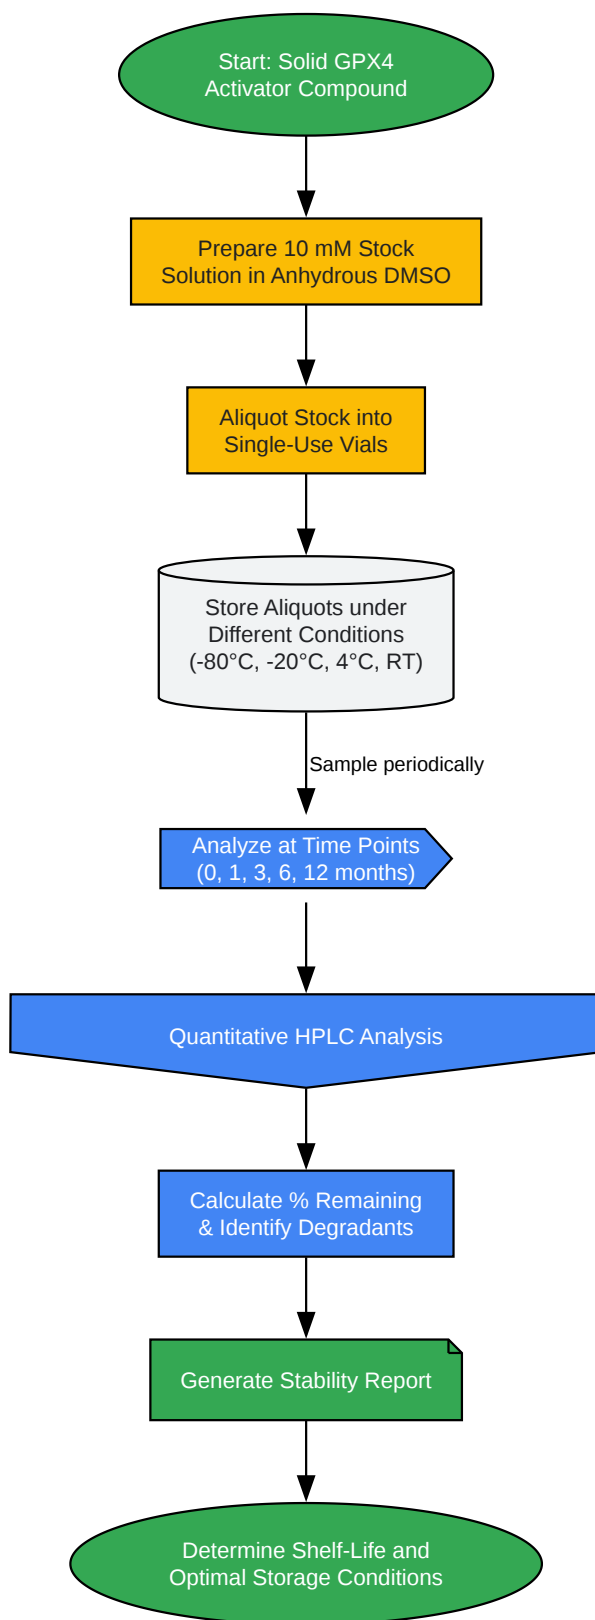 Start: Solid GPX4
Activator Compound
Prepare 10 mM Stock
Solution in Anhydrous DMSO
Aliquot Stock into
Single-Use Vials
Store Aliquots under
Different Conditions
(-80°C, -20°C, 4°C, RT)
Sample periodically
Analyze at Time Points
(0, 1, 3, 6, 12 months)
Quantitative HPLC Analysis
Calculate % Remaining
& Identify Degradants
Generate Stability Report
Determine Shelf-Life and
Optimal Storage Conditions